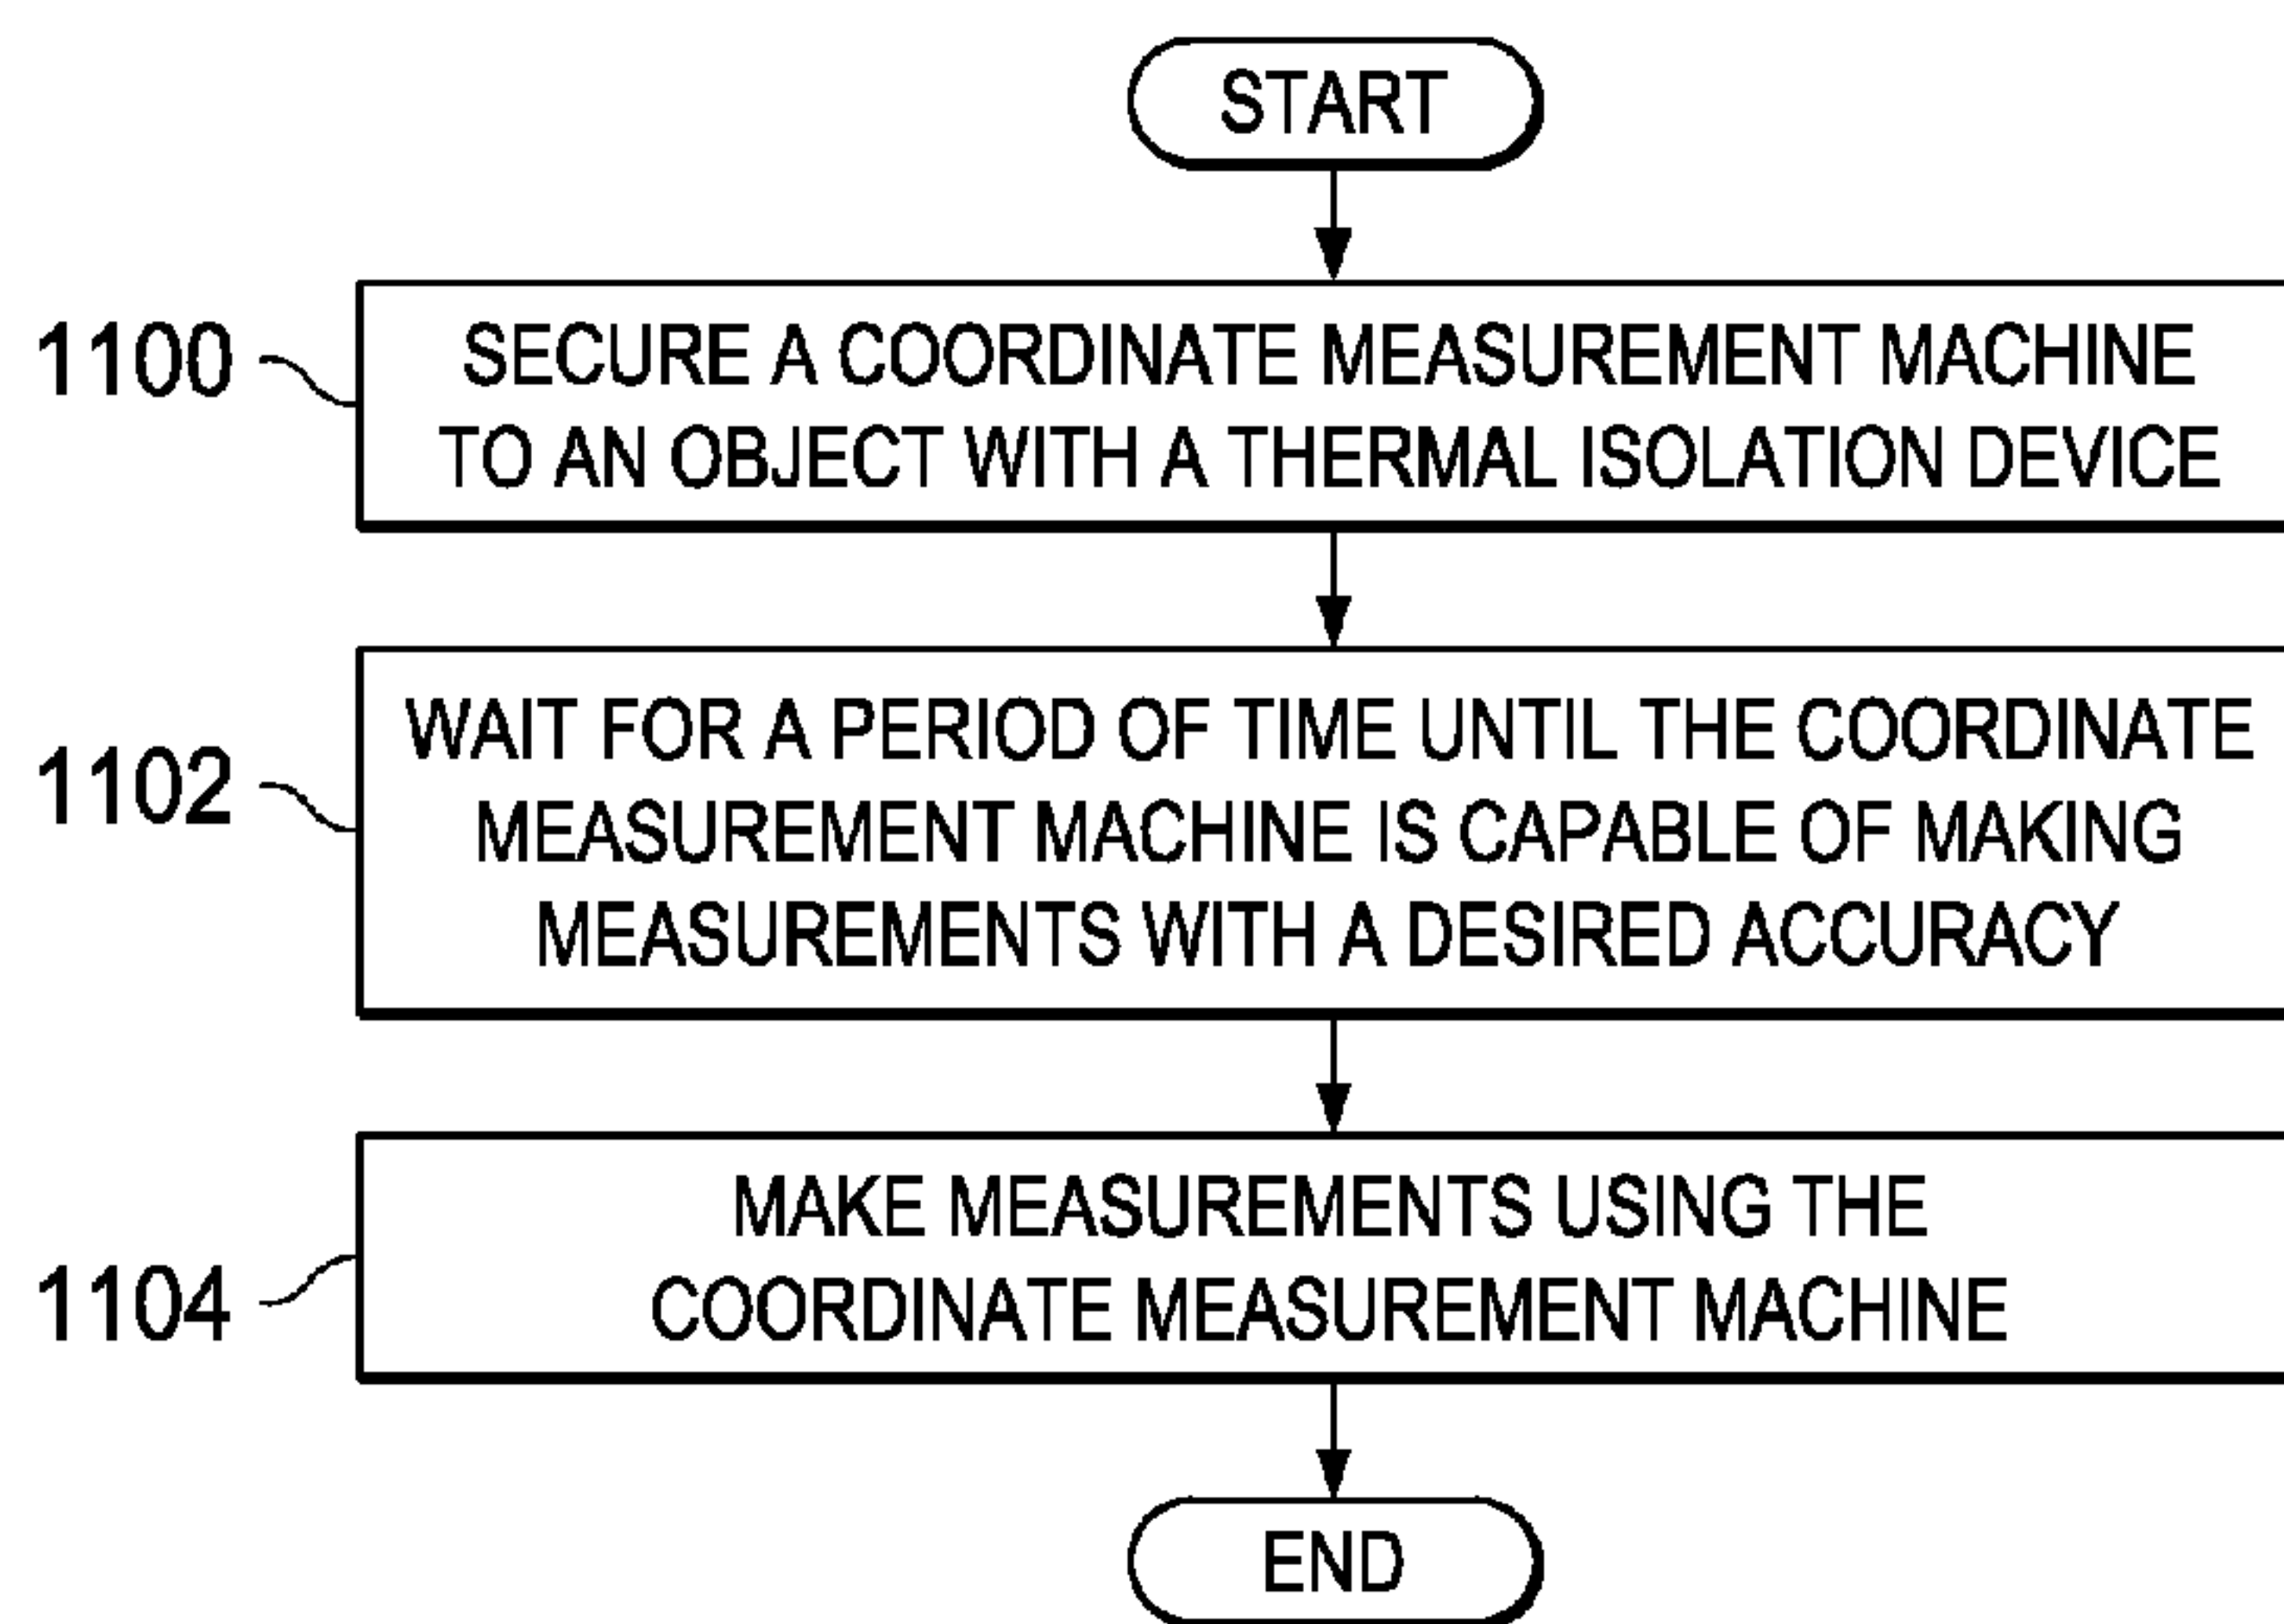 START
1100
SECURE A COORDINATE MEASUREMENT MACHINE
TO AN OBJECT WITH A THERMAL ISOLATION DEVICE
1102
WAIT FOR A PERIOD OF TIME UNTIL THE COORDINATE
MEASUREMENT MACHINE IS CAPABLE OF MAKING
MEASUREMENTS WITH A DESIRED ACCURACY
1104
MAKE MEASUREMENTS USING THE
COORDINATE MEASUREMENT MACHINE
END